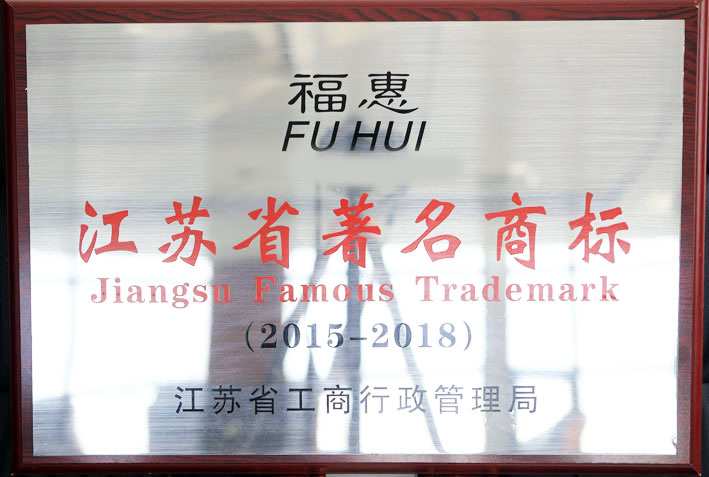 福惠
FU HUI
江苏省著名商标
Jiangsu Famous Trademark
(2015-2018)
江苏省工商行政管理局